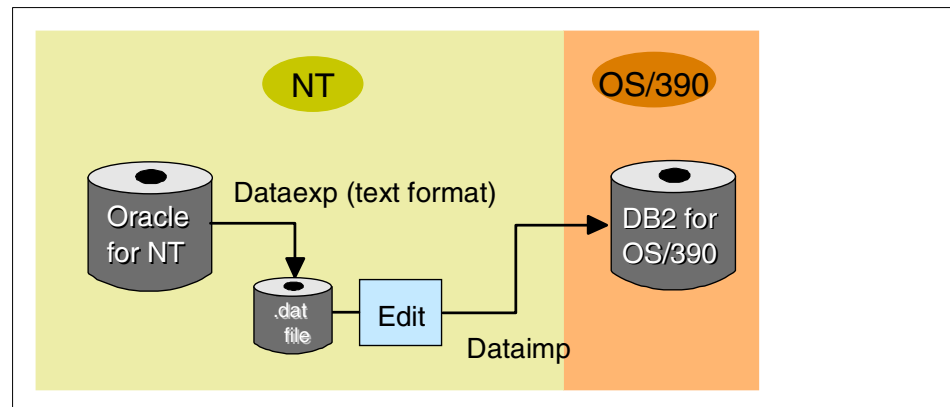 NT
OS/390
Dataexp (text format)
Oracle
for NT
DB2 for
OS/390
.dat
file
Edit
Dataimp